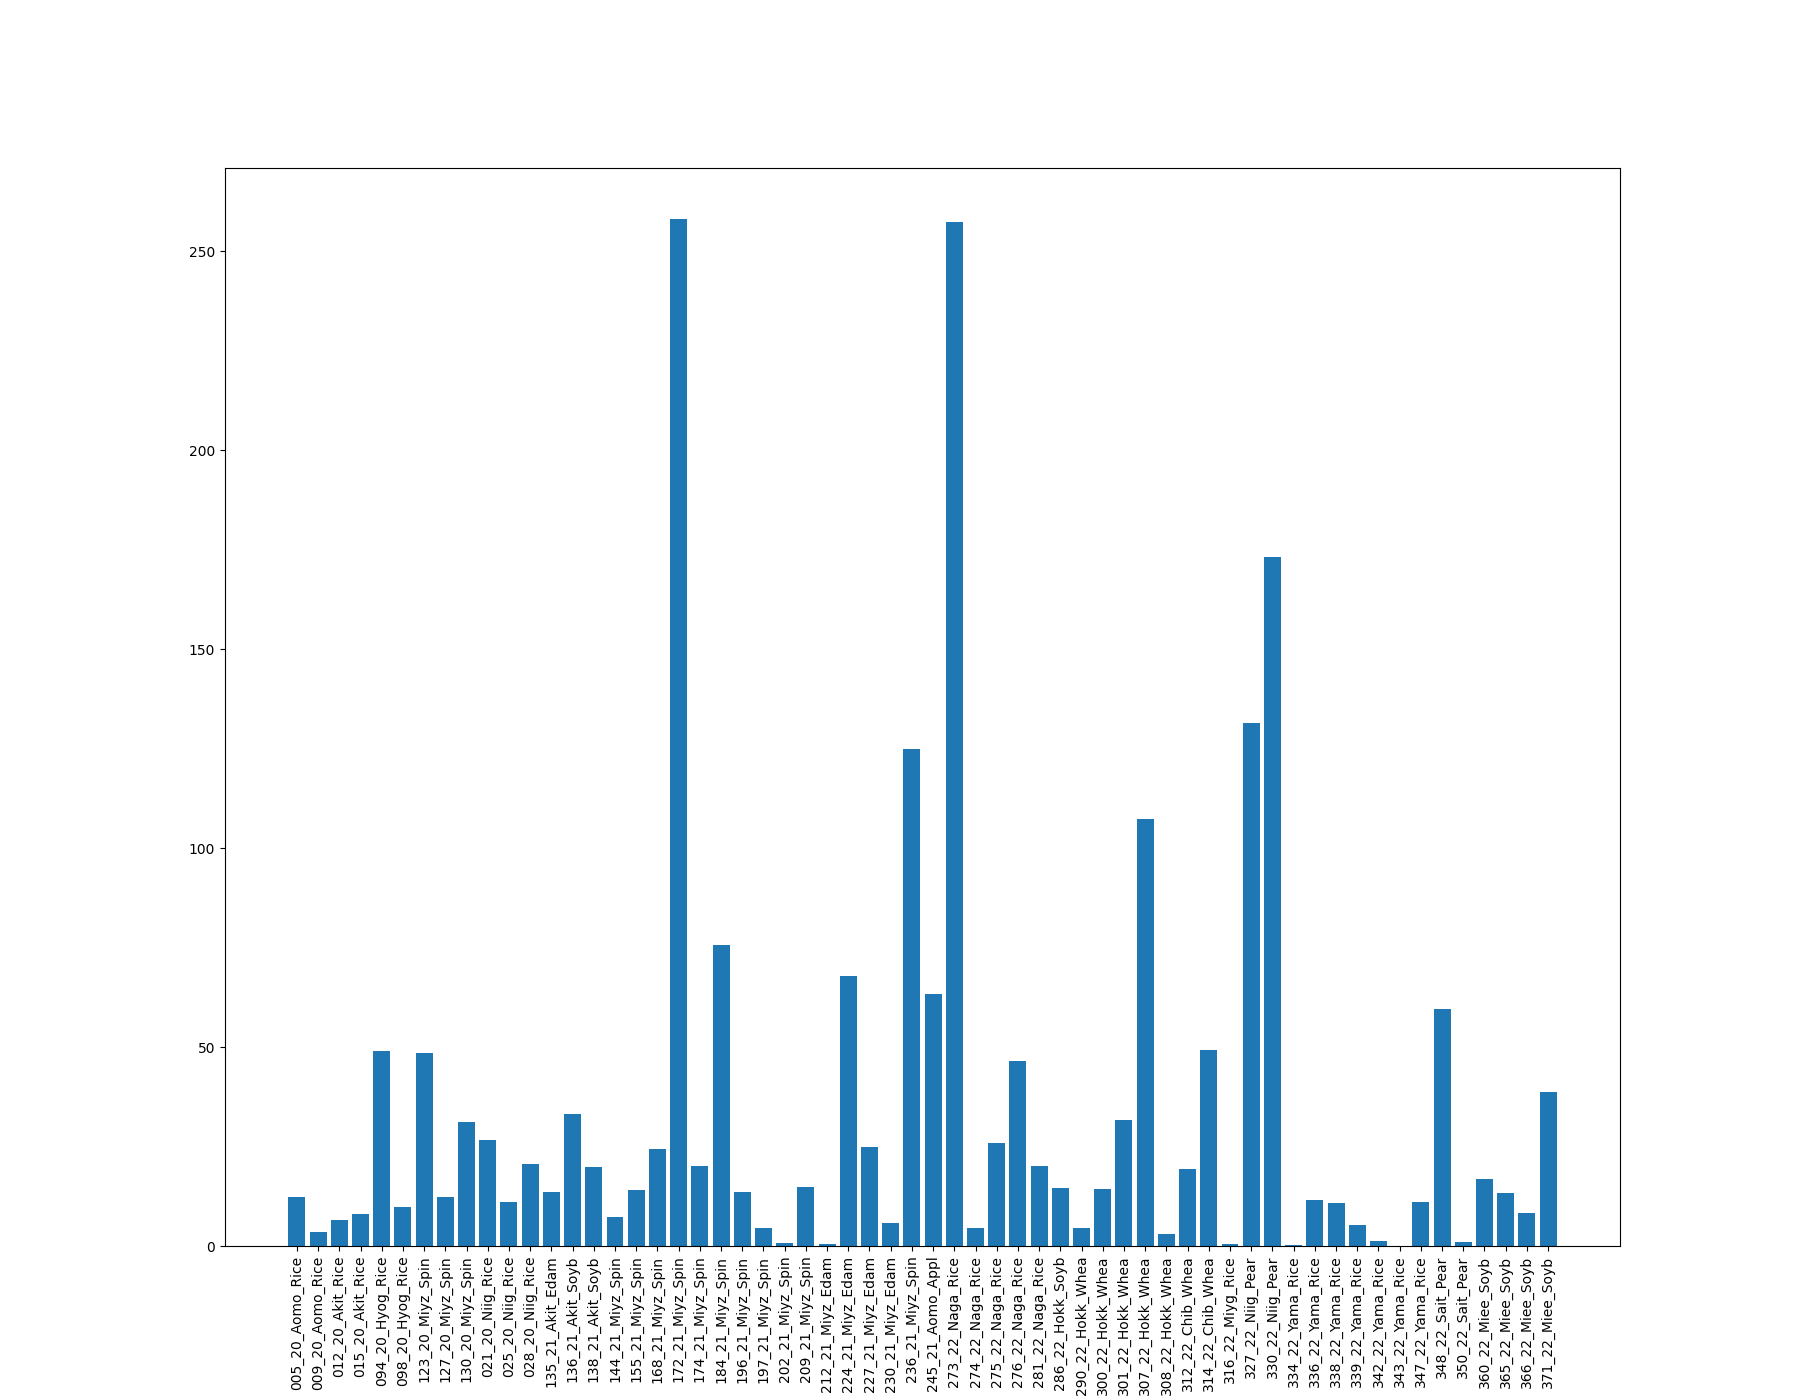 250
200
150
100
50
0
005_20_Aomo_Rice
009_20_Aomo_Rice
012_20_Akit_Rice
015_20_Akit_Rice
094_20_Hyog_Rice
098_20_Hyog_Rice
123_20_Miyz_Spin
127_20_Miyz_Spin
130_20_Miyz_Spin
021_20_Niig_Rice
025_20_Niig_Rice
028_20_Niig_Rice
135_21_Akit_Edam
136_21_Akit_Soyb
138_21_Akit_Soyb
144_21_Miyz_Spin
155_21_Miyz_Spin
168_21_Miyz_Spin
172_21_Miyz_Spin
174_21_Miyz_Spin
184_21_Miyz_Spin
196_21_Miyz_Spin
197_21_Miyz_Spin
202_21_Miyz_Spin
209_21_Miyz_Spin
212_21_Miyz_Edam
224_21_Miyz_Edam
227_21_Miyz_Edam
230_21_Miyz_Edam
236_21_Miyz_Spin
245_21_Aomo_Appl
273_22_Naga_Rice
274_22_Naga_Rice
275_22_Naga_Rice
276_22_Naga_Rice
281_22_Naga_Rice
286_22_Hokk_Soyb
290_22_Hokk_Whea
300_22_Hokk_Whea
301_22_Hokk_Whea
307_22_Hokk_Whea
308_22_Hokk_Whea
312_22_Chib_Whea
314_22_Chib_Whea
316_22_Miyg_Rice
327_22_Niig_Pear
330_22_Niig_Pear
334_22_Yama_Rice
336_22_Yama_Rice
338_22_Yama_Rice
339_22_Yama_Rice
342_22_Yama_Rice
343_22_Yama_Rice
347_22_Yama_Rice
348_22_Sait_Pear
350_22_Sait_Pear
360_22_Miee_Soyb
365_22_Miee_Soyb
366_22_Miee_Soyb
371_22_Miee_Soyb